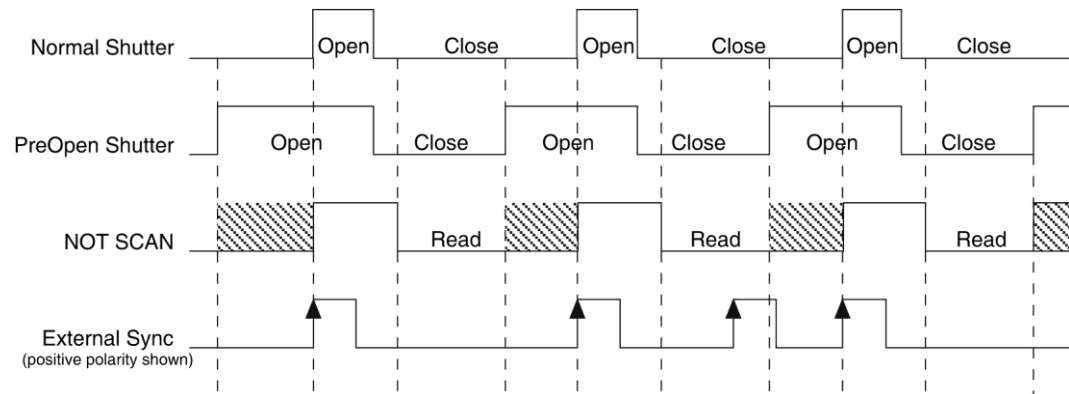 Normal Shutter Open Close Open Close Open Close
PreOpen Shutter Open Close Open Close Open Close
NOT SCAN Read Read Read
External Sync
(positive polarity shown)